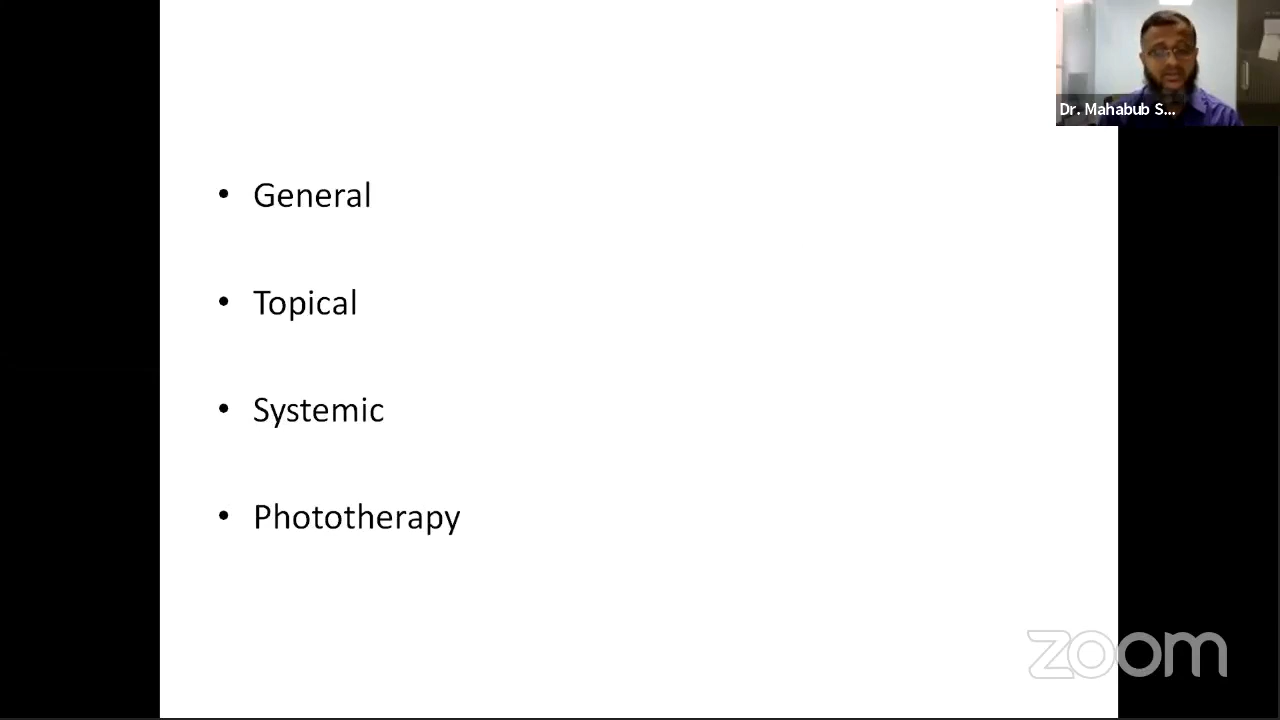 Dr. Mahabub S...
• General
• Topical
• Systemic
• Phototherapy
zoom